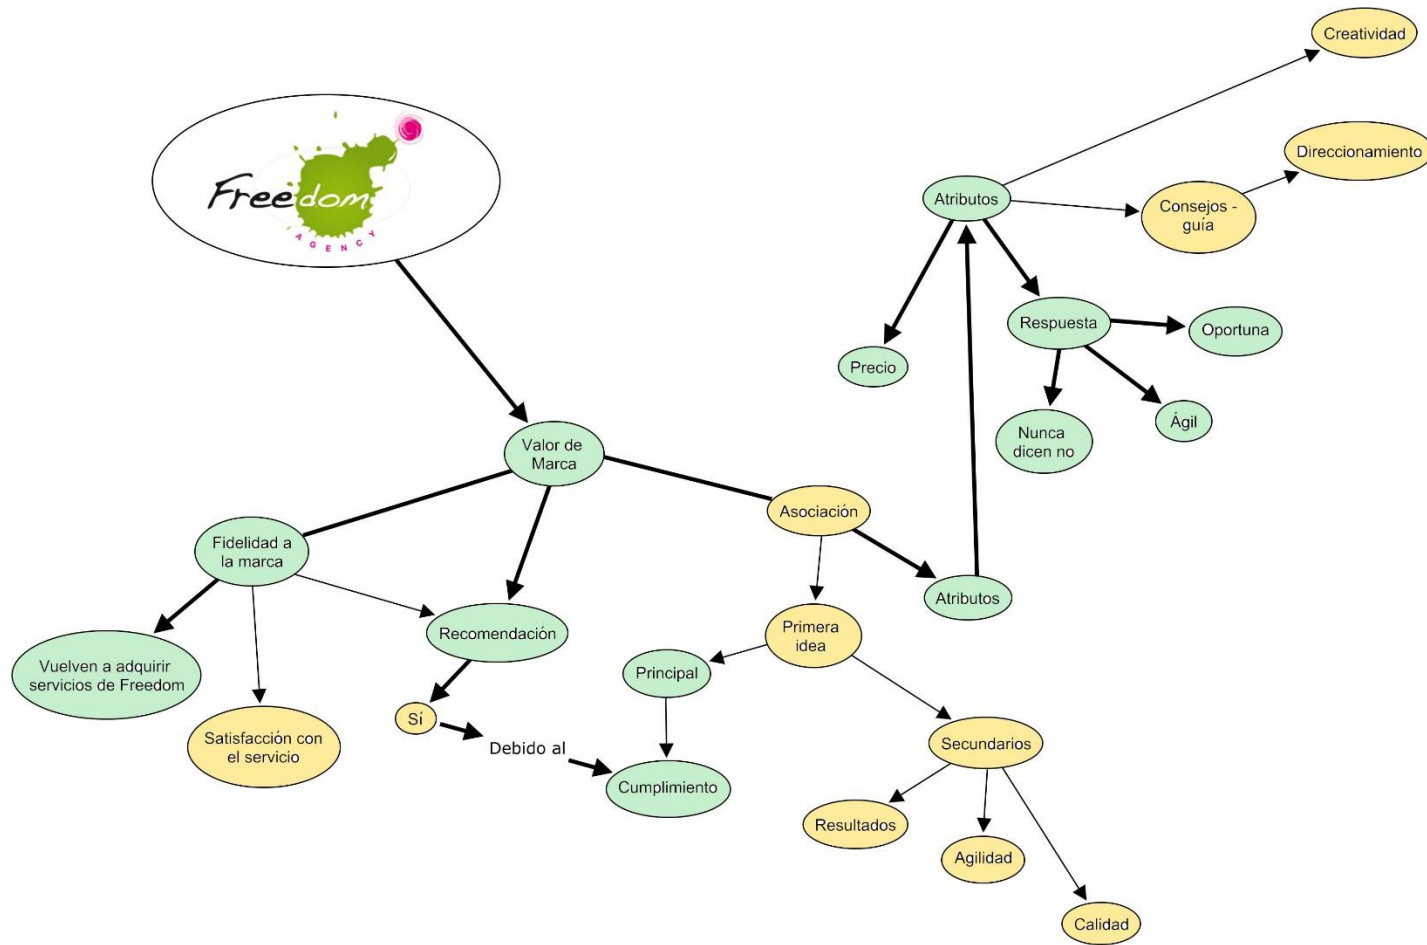 Freedom
AGENCY
Creatividad
Direccionamiento
Atributos
Consejos -
guía
Respuesta
Oportuna
Precio
Nunca
dicen no
Ágil
Valor de
Marca
Asociación
Fidelidad a
la marca
Atributos
Recomendación
Primera
idea
Vuelven a adquirir
servicios de Freedom
Principal
Sí
Satisfacción con
el servicio
Debido al
Secundarios
Cumplimiento
Resultados
Agilidad
Calidad